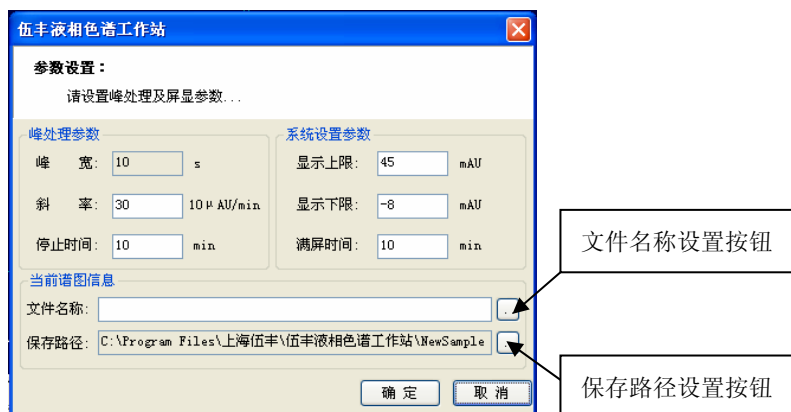 伍丰液相色谱工作站
参数设置：
请设置峰处理及屏显参数...
峰处理参数
峰 宽: 10 s
斜 率: 30 10μAU/min
停止时间: 10 min
系统设置参数
显示上限: 45 mAU
显示下限: -8 mAU
满屏时间: 10 min
当前谱图信息
文件名称: .
保存路径: C:\Program Files\上海伍丰\伍丰液相色谱工作站\NewSample .
确 定 取 消
文件名称设置按钮
保存路径设置按钮